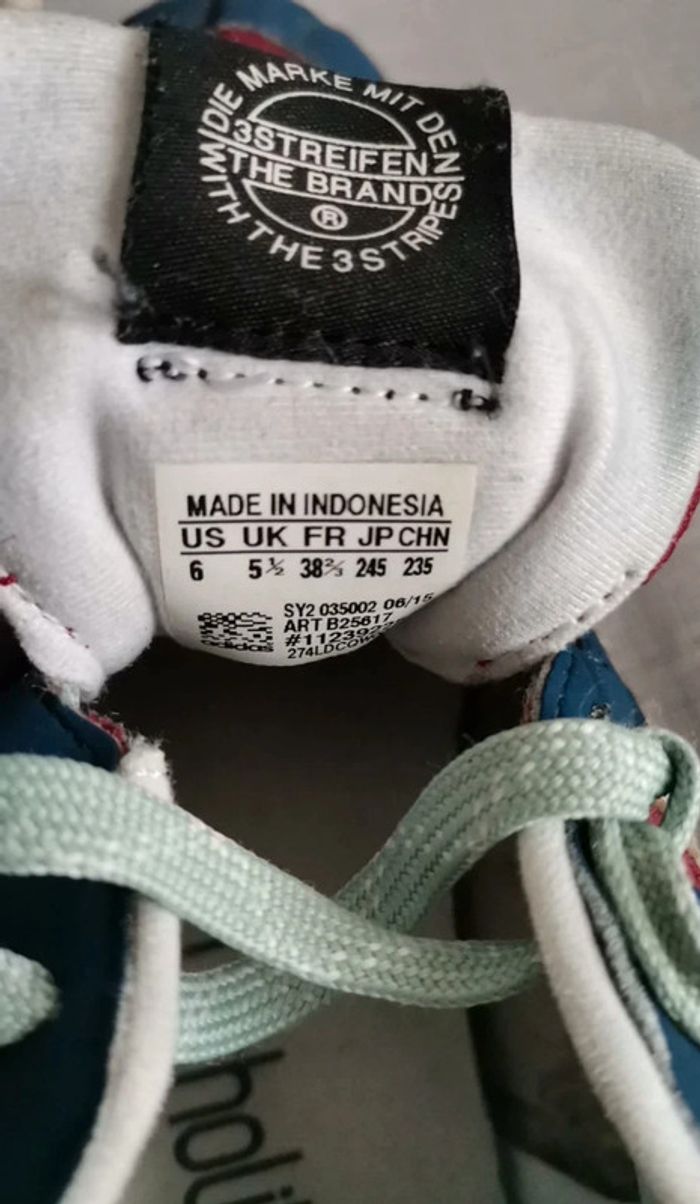 DIE MARKE MIT DEN
3STREIFEN
THE BRAND
®
WITH THE 3 STRIPES
MADE IN INDONESIA
US UK FR JP CHN
6 5½ 38⅔ 245 235
SY2 035002 06/15
ART B25617
adidas